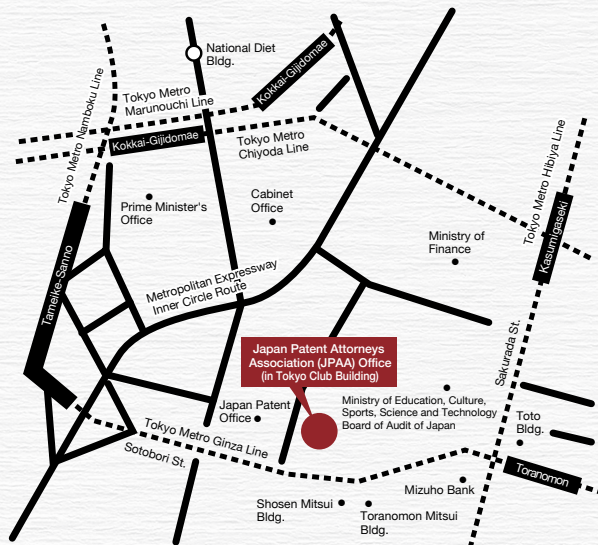 National Diet
Bldg.
Kokkai-Gijidomae
Tokyo Metro Namboku Line
Tokyo Metro
Marunouchi Line
Kokkai-Gijidomae
Tokyo Metro
Chiyoda Line
Tokyo Metro Hibiya Line
Kasumigaseki
Prime Minister's
Office
Cabinet
Office
Ministry of
Finance
Tameike-Sanno
Metropolitan Expressway
Inner Circle Route
Sakurada St.
Japan Patent Attorneys
Association (JPAA) Office
(in Tokyo Club Building)
Japan Patent
Office
Ministry of Education, Culture,
Sports, Science and Technology
Board of Audit of Japan
Toto
Bldg.
Tokyo Metro Ginza Line
Sotobori St.
Toranomon
Mizuho Bank
Shosen Mitsui
Bldg.
Toranomon Mitsui
Bldg.